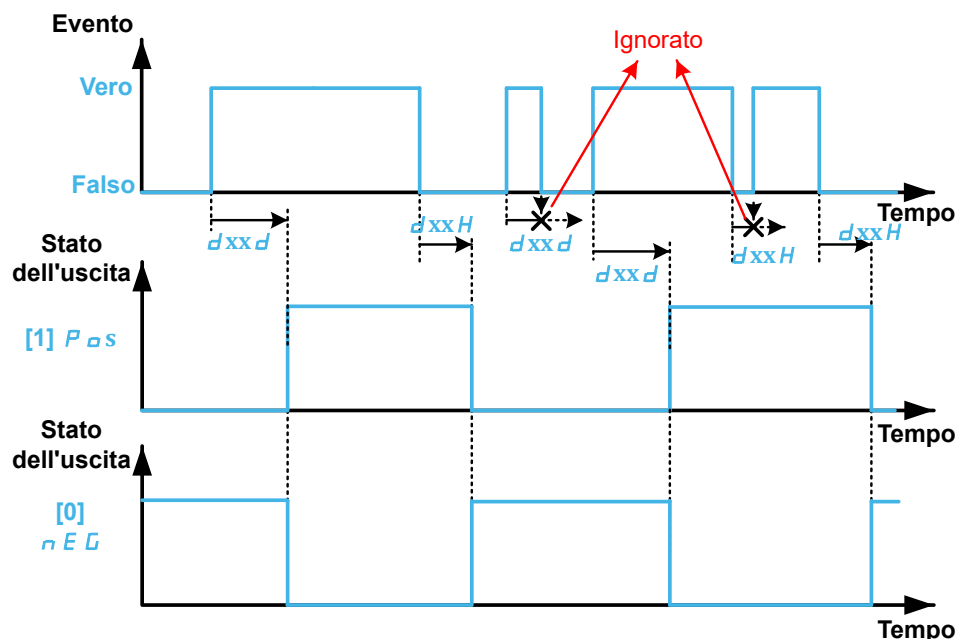 Evento
Ignorato
Vero
Falso
Tempo
dxxd
dxxH
dxxd
dxxd
dxxH
dxxH
Stato
dell'uscita
[1] Pos
Tempo
Stato
dell'uscita
[0]
nEG
Tempo